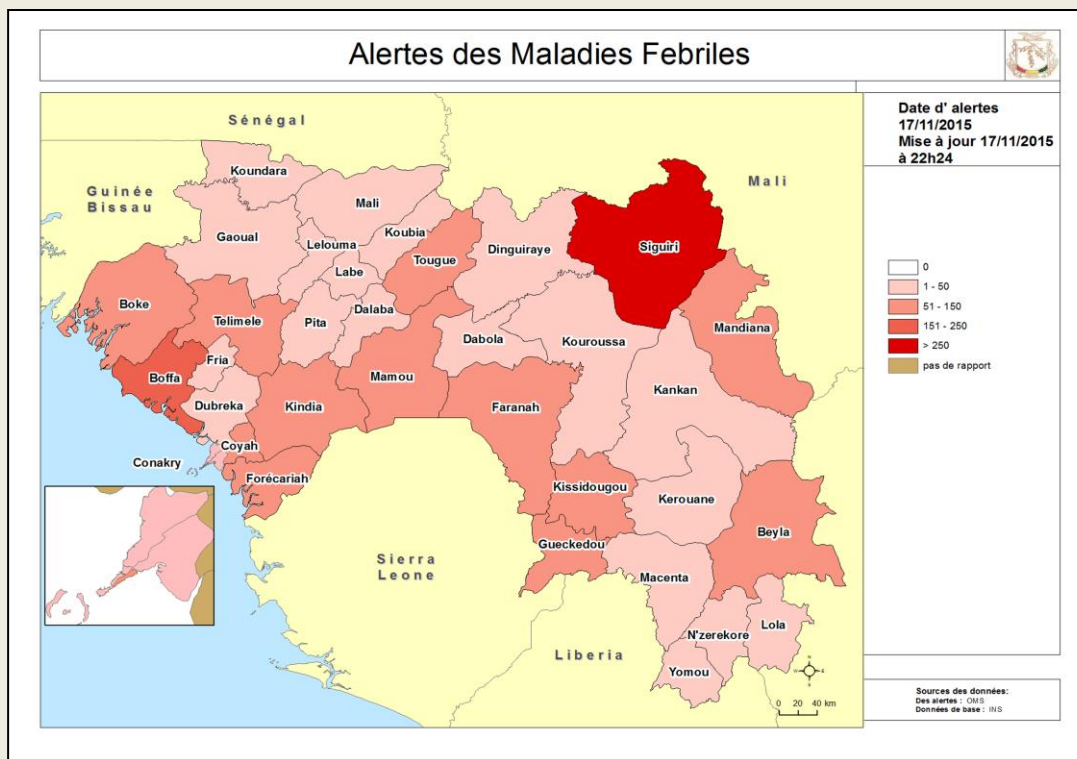 Alertes des Maladies Febriles
Date d' alertes
17/11/2015
Mise à jour 17/11/2015
à 22h24
Sénégal
Guinée
Bissau
Mali
Koundara
Mali
Gaoual
Koubia
Lelouma
Labe
Tougue
Dinguiraye
Siguiri
Boke
Telimele
Pita
Dalaba
Dabola
Kouroussa
Mandiana
Fria
Boffa
Mamou
Kankan
Dubreka
Kindia
Faranah
Coyah
Conakry
Forécariah
Kissidougou
Kerouane
Beyla
Gueckedou
Sierra
Leone
Macenta
Lola
N'zerekore
Liberia
Yomou
0
1 - 50
51 - 150
151 - 250
> 250
pas de rapport
N
W
E
S
0 20 40 km
Sources des données:
Des alertes : OMS
Données de base : INS